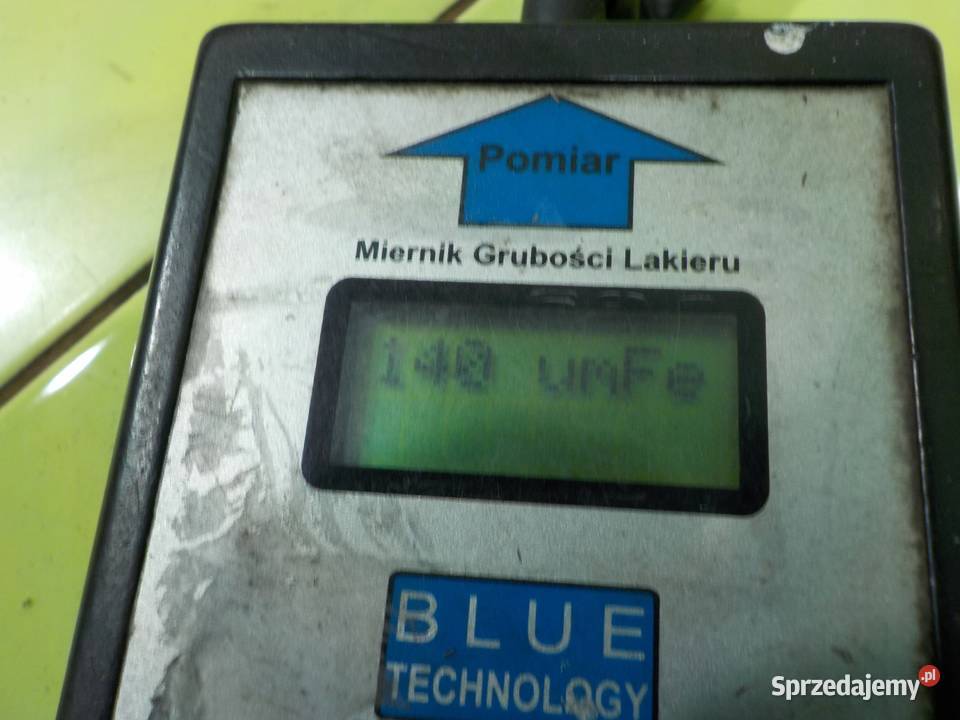 Pomiar
Miernik Grubości Lakieru
140 umFe
BLUE
TECHNOLOGY
Sprzedajemy.pl